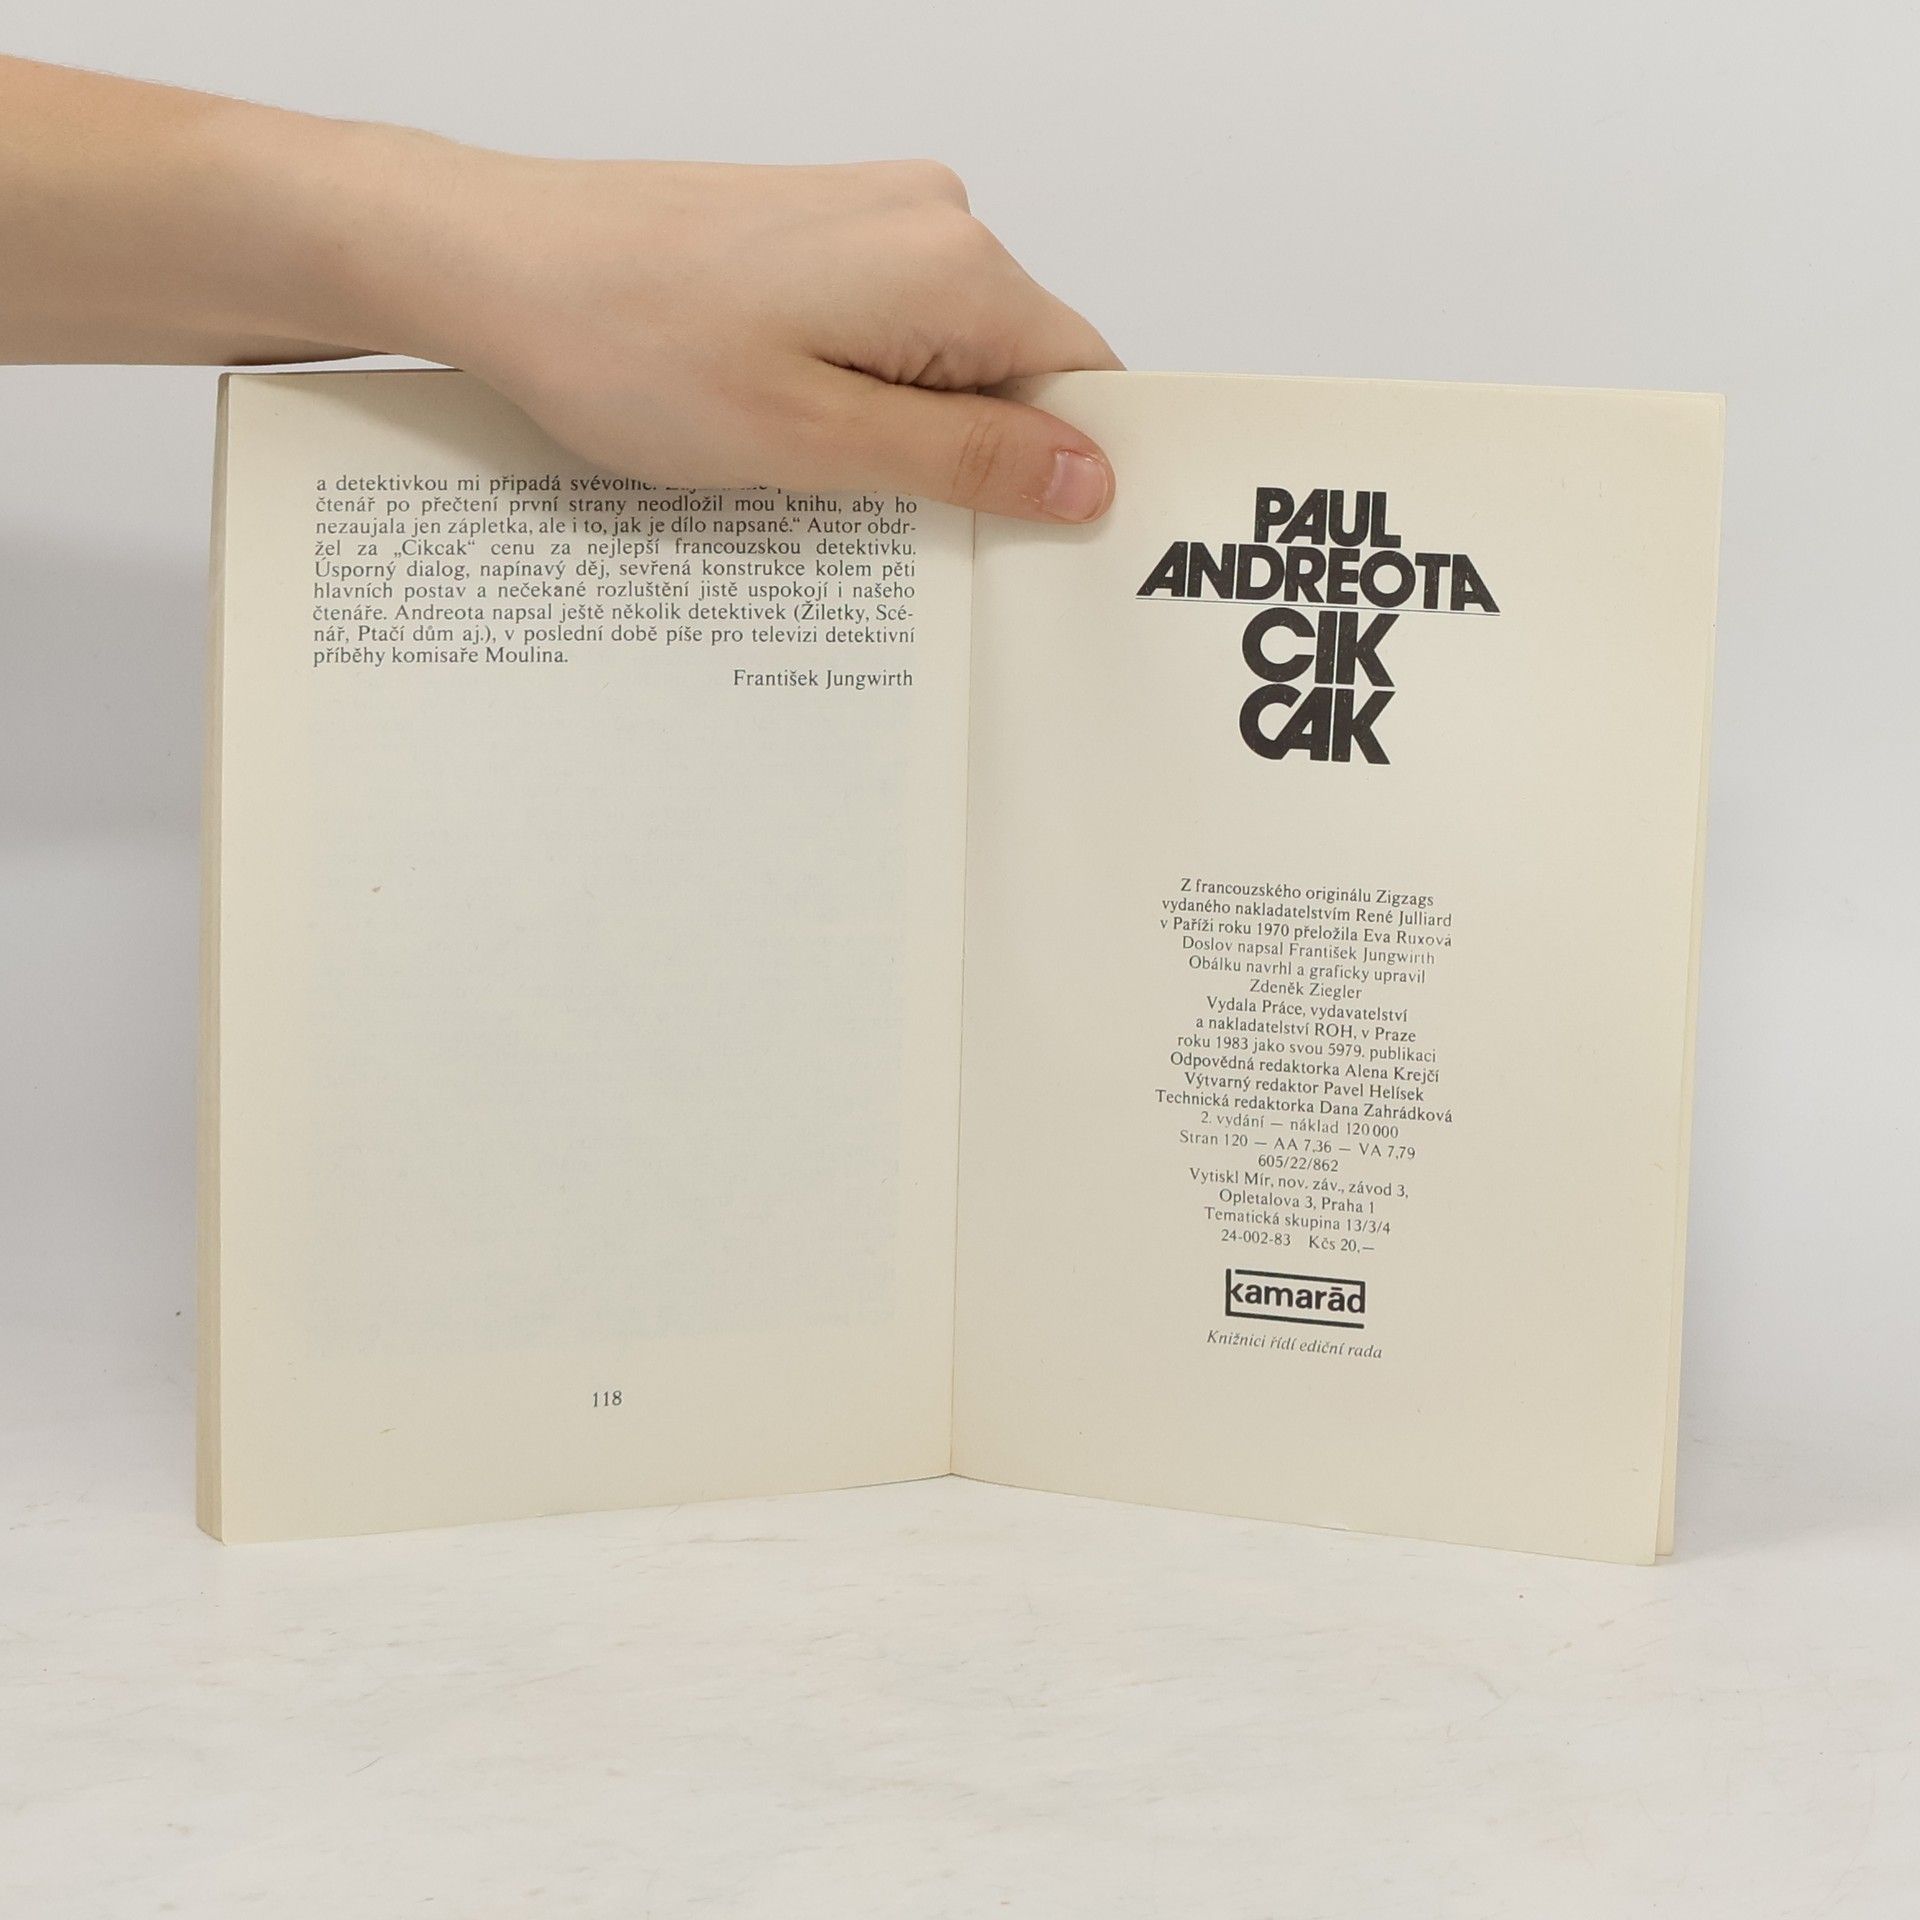 a detektivkou mi připadá svévolné.
čtenář po přečtení první strany neodložil mou knihu, aby ho
nezaujala jen zápletka, ale i to, jak je dílo napsané.“ Autor obdr-
žel za „Cikcak“ cenu za nejlepší francouzskou detektivku.
Úsporný dialog, napínavý děj, sevřená konstrukce kolem pěti
hlavních postav a nečekané rozluštění jistě uspokojí i našeho
čtenáře. Andreota napsal ještě několik detektivek (Žiletky, Scé-
nář, Ptačí dům aj.), v poslední době píše pro televizi detektivní
příběhy komisaře Moulina.
František Jungwirth
118
PAUL
ANDREOTA
CIK
CAK
Z francouzského originálu Zigzags
vydaného nakladatelstvím René Julliard
v Paříži roku 1970 přeložila Eva Ruxová
Doslov napsal František Jungwirth
Obálku navrhl a graficky upravil
Zdeněk Ziegler
Vydala Práce, vydavatelství
a nakladatelství ROH, v Praze
roku 1983 jako svou 5979. publikaci
Odpovědná redaktorka Alena Krejčí
Výtvarný redaktor Pavel Helísek
Technická redaktorka Dana Zahrádková
2. vydání — náklad 120 000
Stran 120 — AA 7,36 — VA 7,79
605/22/862
Vytiskl Mír, nov. záv., závod 3,
Opletalova 3, Praha 1
Tematická skupina 13/3/4
24-002-83 Kčs 20,—
kamarád
Knižnici řídí ediční rada